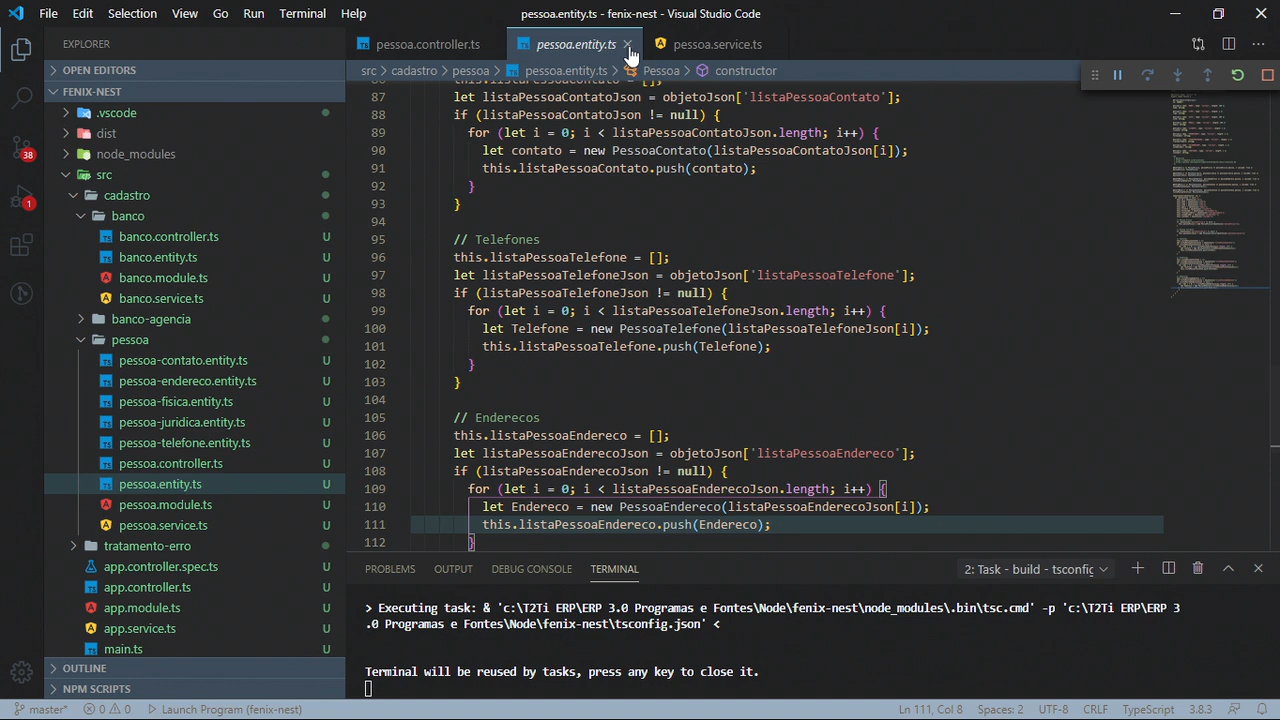 File Edit Selection View Go Run Terminal Help
pessoa.entity.ts - fenix-nest - Visual Studio Code
EXPLORER
OPEN EDITORS
FENIX-NEST
.vscode
dist
node_modules
src
cadastro
banco
banco.controller.ts U
banco.entity.ts U
banco.module.ts U
banco.service.ts U
banco-agencia
pessoa
pessoa-contato.entity.ts U
pessoa-endereco.entity.ts U
pessoa-fisica.entity.ts U
pessoa-juridica.entity.ts U
pessoa-telefone.entity.ts U
pessoa.controller.ts U
pessoa.entity.ts U
pessoa.module.ts U
pessoa.service.ts U
tratamento-erro
app.controller.spec.ts U
app.controller.ts U
app.module.ts U
app.service.ts U
main.ts U
OUTLINE
NPM SCRIPTS
38
1
TS pessoa.controller.ts
TS pessoa.entity.ts
pessoa.service.ts
src > cadastro > pessoa > TS pessoa.entity.ts > Pessoa > constructor
87 let listaPessoaContatoJson = objetoJson['listaPessoaContato'];
88 if (listaPessoaContatoJson != null) {
89 for (let i = 0; i < listaPessoaContatoJson.length; i++) {
90 let contato = new PessoaContato(listaPessoaContatoJson[i]);
91 this.listaPessoaContato.push(contato);
92 }
93 }
94
95 // Telefones
96 this.listaPessoaTelefone = [];
97 let listaPessoaTelefoneJson = objetoJson['listaPessoaTelefone'];
98 if (listaPessoaTelefoneJson != null) {
99 for (let i = 0; i < listaPessoaTelefoneJson.length; i++) {
100 let Telefone = new PessoaTelefone(listaPessoaTelefoneJson[i]);
101 this.listaPessoaTelefone.push(Telefone);
102 }
103 }
104
105 // Enderecos
106 this.listaPessoaEndereco = [];
107 let listaPessoaEnderecoJson = objetoJson['listaPessoaEndereco'];
108 if (listaPessoaEnderecoJson != null) {
109 for (let i = 0; i < listaPessoaEnderecoJson.length; i++) {
110 let Endereco = new PessoaEndereco(listaPessoaEnderecoJson[i]);
111 this.listaPessoaEndereco.push(Endereco);
112 }
PROBLEMS OUTPUT DEBUG CONSOLE TERMINAL
2: Task - build - tsconfig
> Executing task: & 'c:\T2Ti ERP\ERP 3.0 Programas e Fontes\Node\fenix-nest\node_modules\.bin\tsc.cmd' -p 'c:\T2Ti ERP\ERP 3
.0 Programas e Fontes\Node\fenix-nest\tsconfig.json' <
Terminal will be reused by tasks, press any key to close it.
master* 0 0 Launch Program (fenix-nest)
Ln 111, Col 8 Spaces: 2 UTF-8 CRLF TypeScript 3.8.3